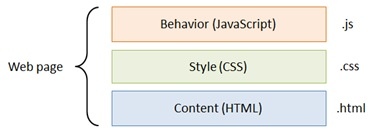 Behavior (JavaScript) .js
Web page Style (CSS) .css
Content (HTML) .html